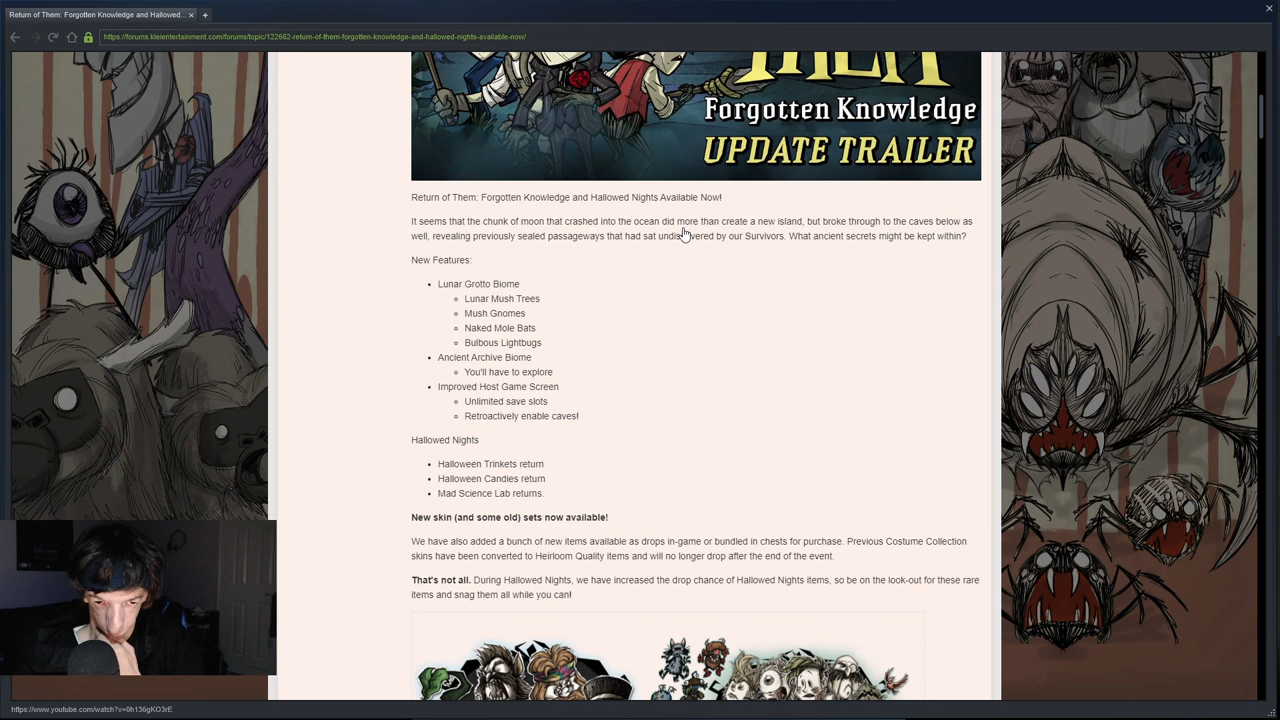 Return of Them: Forgotten Knowledge and Hallowed...
https://forums.kleientertainment.com/forums/topic/122662-return-of-them-forgotten-knowledge-and-hallowed-nights-available-now/
THEM
Forgotten Knowledge
UPDATE TRAILER
Return of Them: Forgotten Knowledge and Hallowed Nights Available Now!
It seems that the chunk of moon that crashed into the ocean did more than create a new island, but broke through to the caves below as
well, revealing previously sealed passageways that had sat undiscovered by our Survivors. What ancient secrets might be kept within?
New Features:
Lunar Grotto Biome
Lunar Mush Trees
Mush Gnomes
Naked Mole Bats
Bulbous Lightbugs
Ancient Archive Biome
You'll have to explore
Improved Host Game Screen
Unlimited save slots
Retroactively enable caves!
Hallowed Nights
Halloween Trinkets return
Halloween Candies return
Mad Science Lab returns.
New skin (and some old) sets now available!
We have also added a bunch of new items available as drops in-game or bundled in chests for purchase. Previous Costume Collection
skins have been converted to Heirloom Quality items and will no longer drop after the end of the event.
That's not all. During Hallowed Nights, we have increased the drop chance of Hallowed Nights items, so be on the look-out for these rare
items and snag them all while you can!
https://www.youtube.com/watch?v=0h136gKO3rE